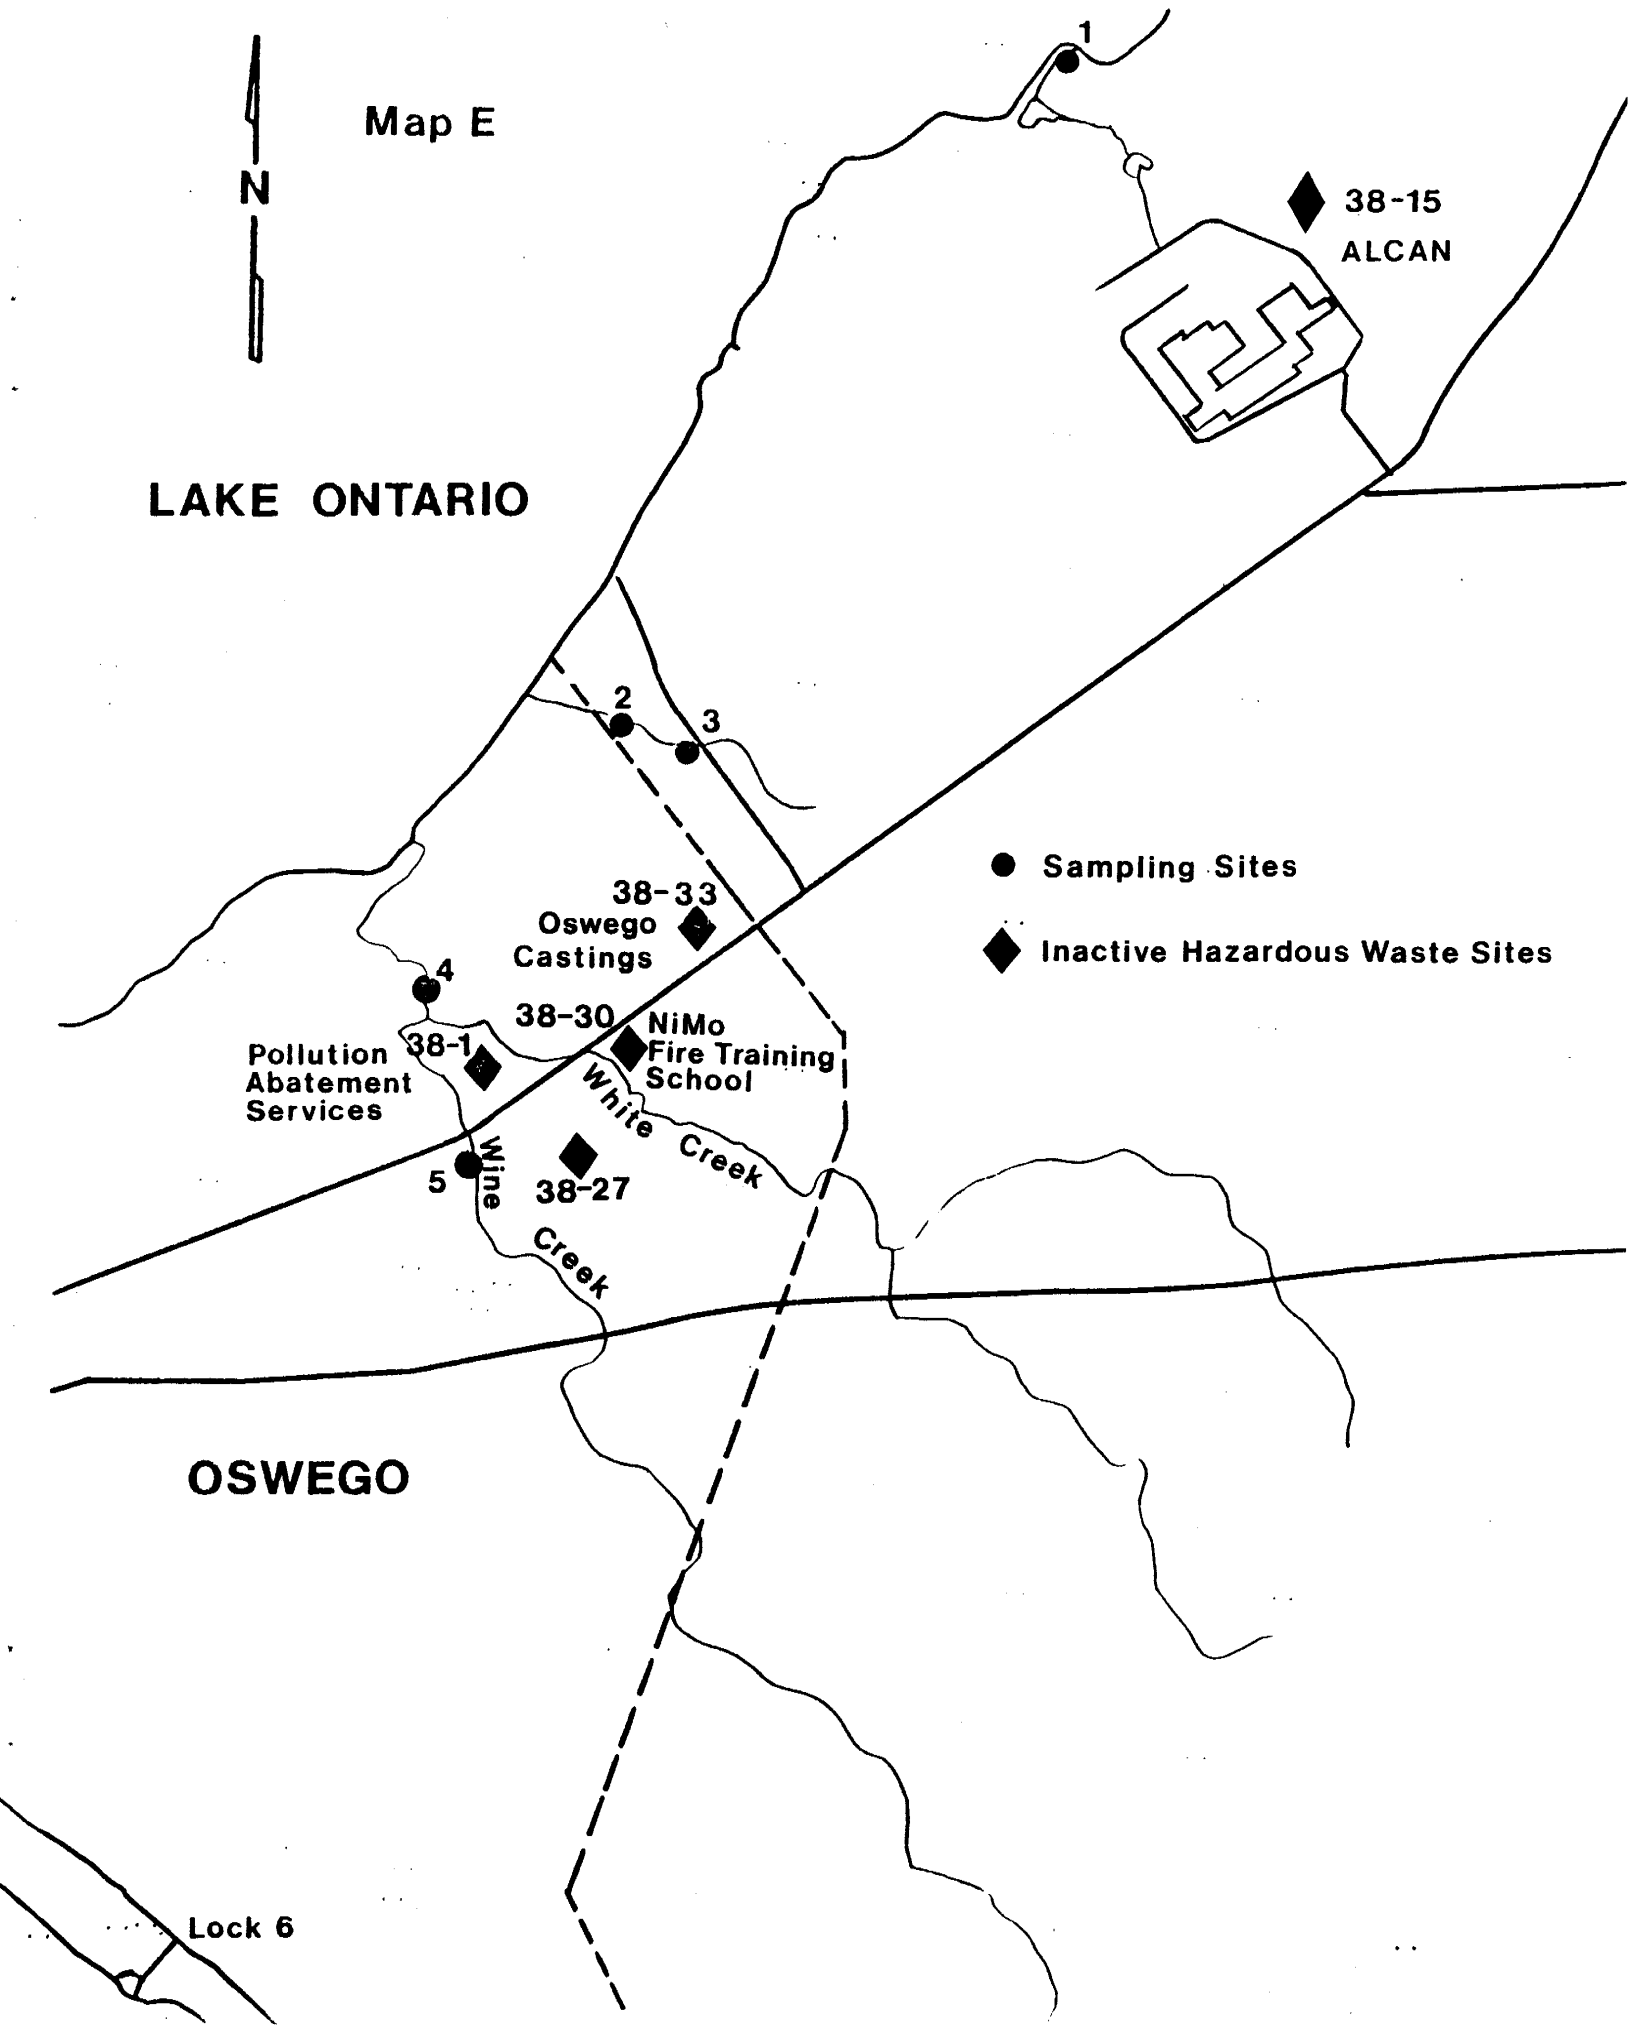 1
Map E
N
38-15
ALCAN
LAKE ONTARIO
2
3
38-33
Oswego
Castings
Sampling Sites
Inactive Hazardous Waste Sites
4
38-30
NiMo
Fire Training
School
38-1
Pollution
Abatement
Services
White Creek
5
Wine Creek
38-27
OSWEGO
Lock 6